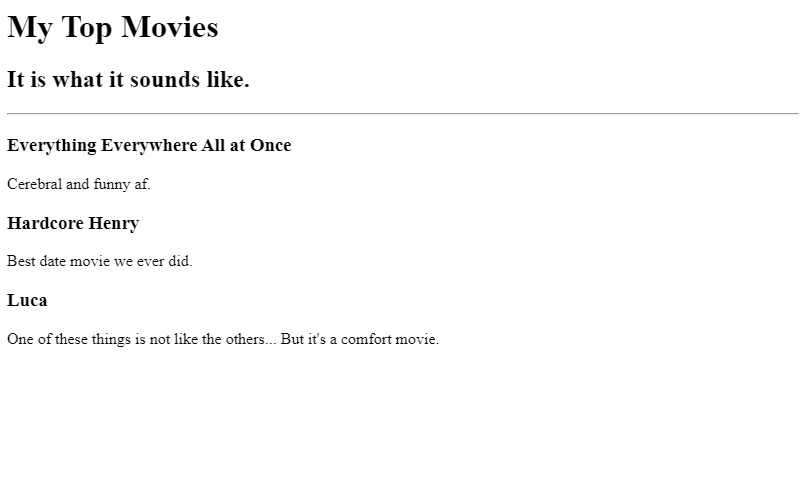 My Top Movies
It is what it sounds like.
Everything Everywhere All at Once
Cerebral and funny af.
Hardcore Henry
Best date movie we ever did.
Luca
One of these things is not like the others... But it's a comfort movie.